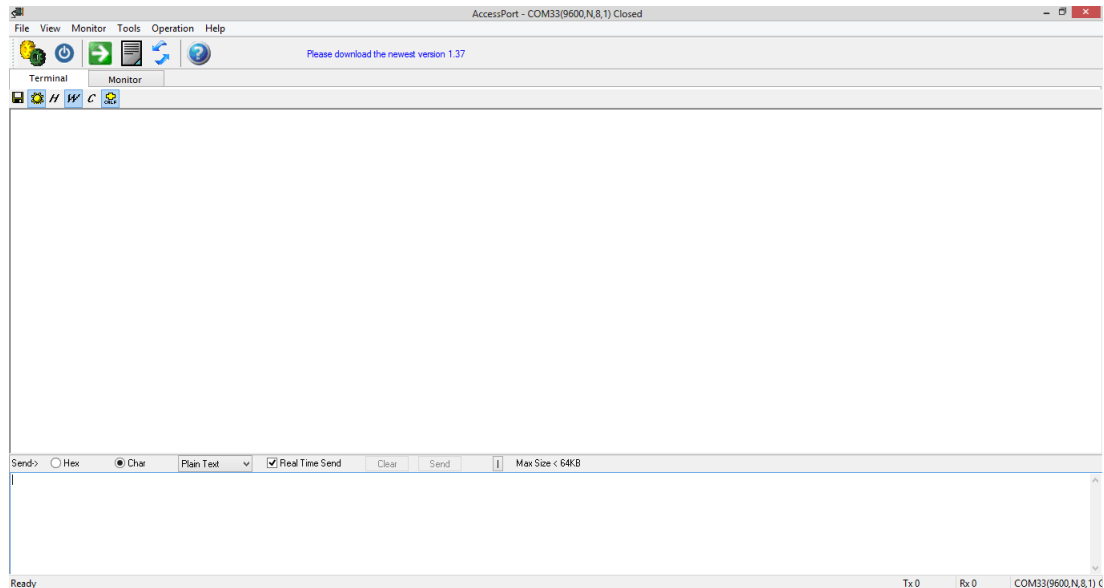 AccessPort - COM33(9600,N,8,1) Closed
File View Monitor Tools Operation Help
Please download the newest version 1.37
Terminal Monitor
H W C CRLF
Send-> Hex Char Plain Text Real Time Send Clear Send Max Size < 64KB
Ready Tx 0 Rx 0 COM33(9600,N,8,1) C